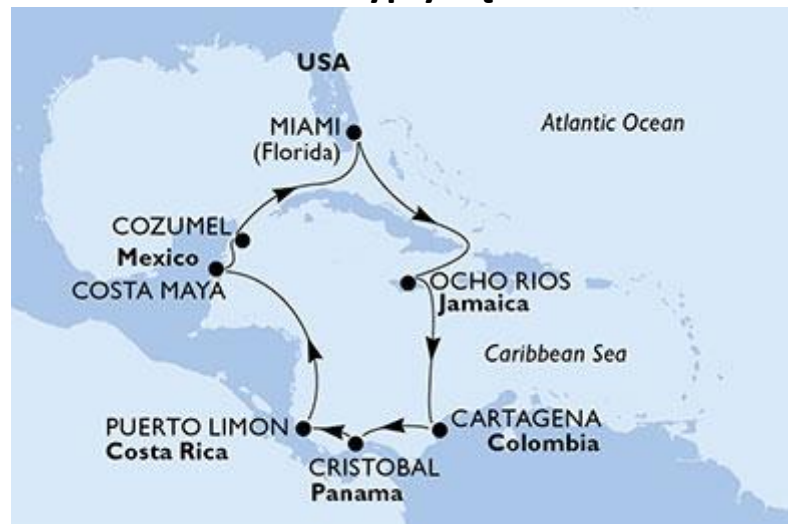 USA
MIAMI
(Florida)
Atlantic Ocean
COZUMEL
Mexico
COSTA MAYA
OCHO RIOS
Jamaica
Caribbean Sea
PUERTO LIMON
Costa Rica
CARTAGENA
Colombia
CRISTOBAL
Panama